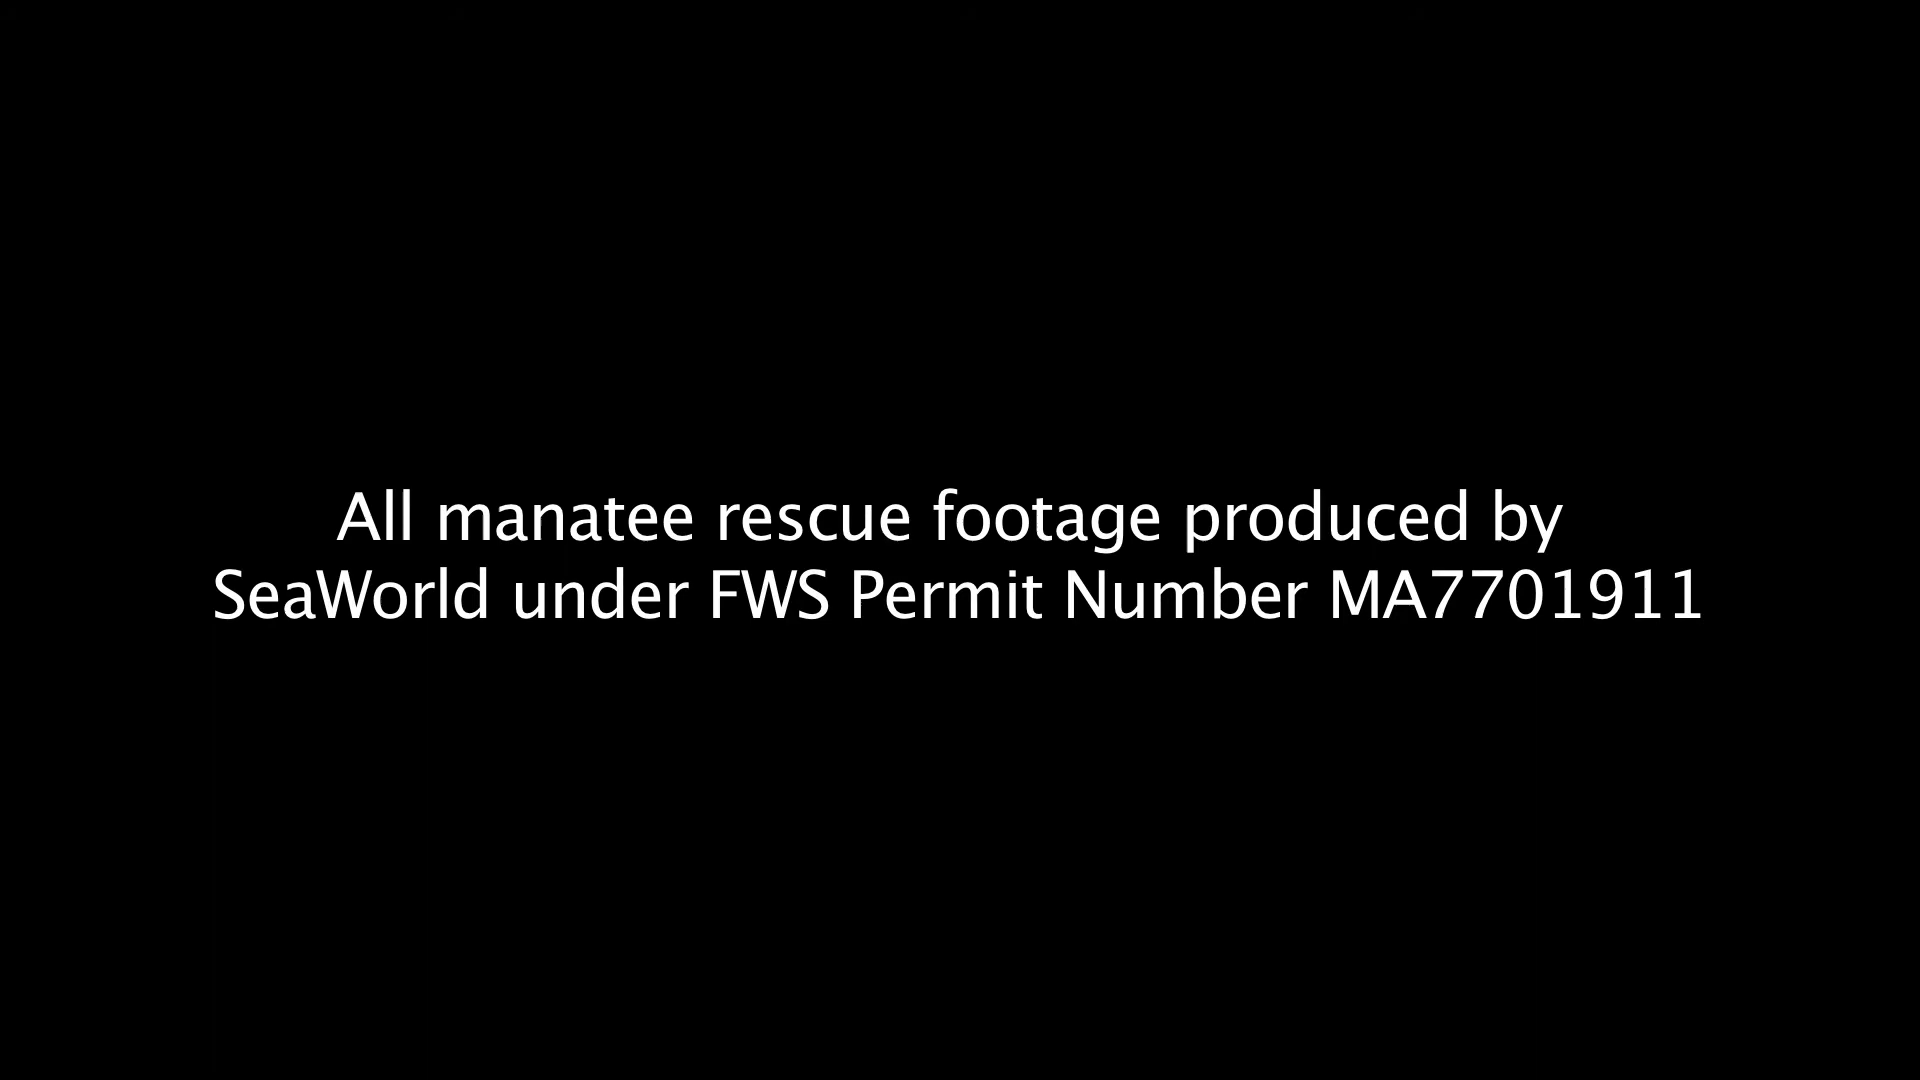 All manatee rescue footage produced by
SeaWorld under FWS Permit Number MA7701911